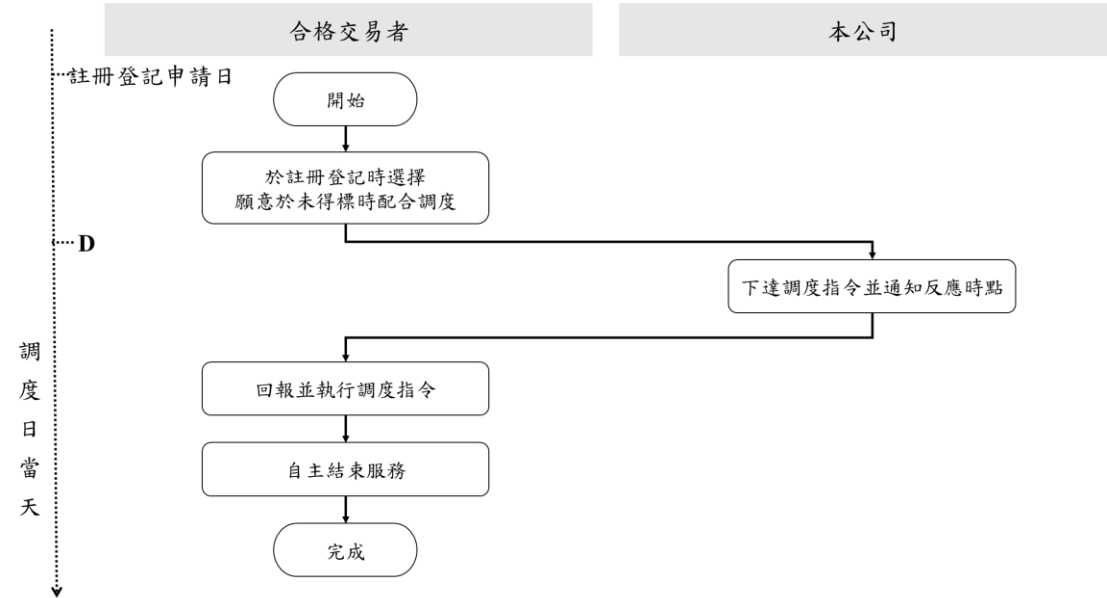 合格交易者
本公司
註冊登記申請日
開始
於註冊登記時選擇
願意於未得標時配合調度
D
下達調度指令並通知反應時點
調度日當天
回報並執行調度指令
自主結束服務
完成